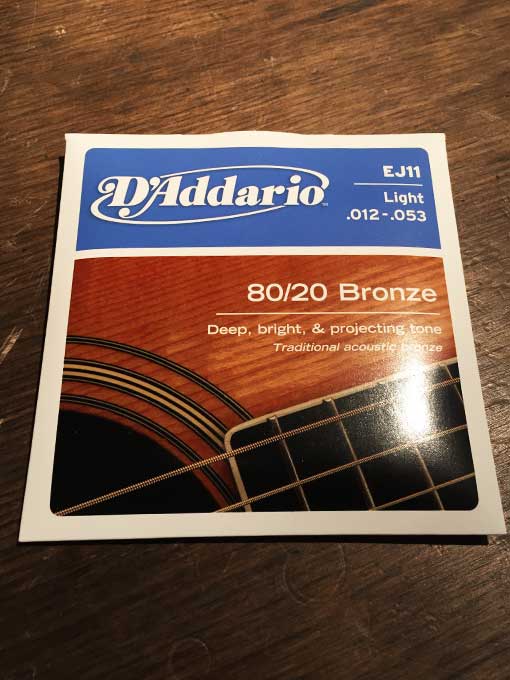 D'Addario
EJ11
Light
.012-.053
80/20 Bronze
Deep, bright, & projecting tone
Traditional acoustic bronze